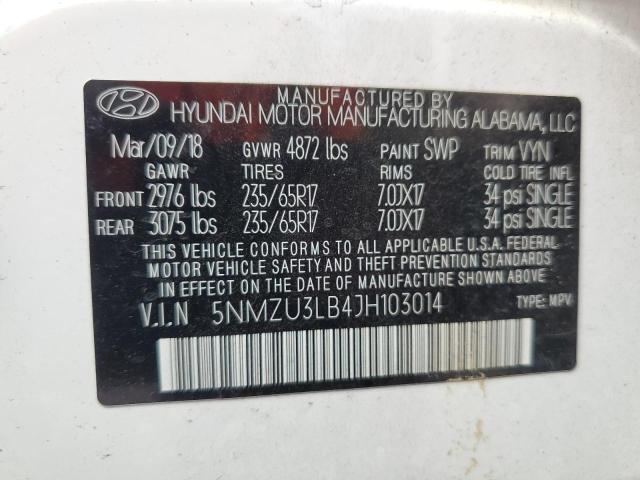 MANUFACTURED BY
HYUNDAI MOTOR MANUFACTURING ALABAMA, LLC
Mar/09/18 GVWR 4872 lbs PAINT SWP TRIM VYN
GAWR TIRES RIMS COLD TIRE INFL
FRONT 2976 lbs 235/65R17 7.0JX17 34 psi SINGLE
REAR 3075 lbs 235/65R17 7.0JX17 34 psi SINGLE
THIS VEHICLE CONFORMS TO ALL APPLICABLE U.S.A. FEDERAL
MOTOR VEHICLE SAFETY AND THEFT PREVENTION STANDARDS
IN EFFECT ON THE DATE OF MANUFACTURE SHOWN ABOVE.
V.I.N 5NMZU3LB4JH103014 TYPE: MPV